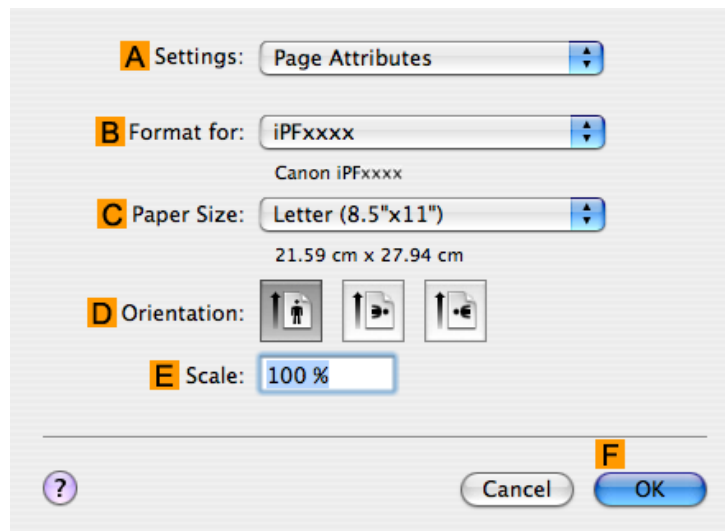 A Settings: Page Attributes
B Format for: iPFxxxx
Canon iPFxxxx
C Paper Size: Letter (8.5"x11")
21.59 cm x 27.94 cm
D Orientation:
E Scale: 100 %
F
? Cancel OK